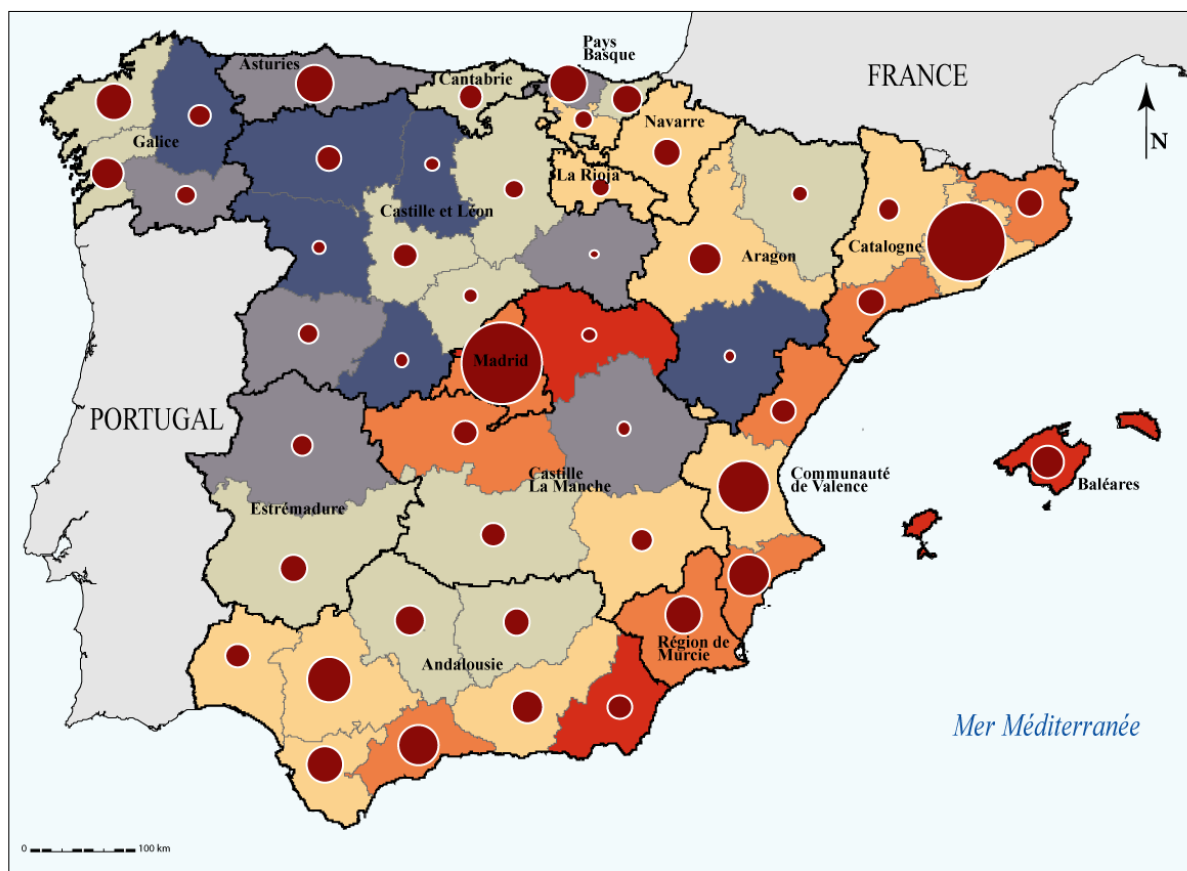 Pays
Basque
Asturies
Cantabrie
FRANCE
Navarre
N
Galice
La Rioja
Castille et Léon
Catalogne
Aragon
Madrid
PORTUGAL
Castille
La Manche
Communauté
de Valence
Baléares
Estrémadure
Région de
Murcie
Andalousie
Mer Méditerranée
0 100 km